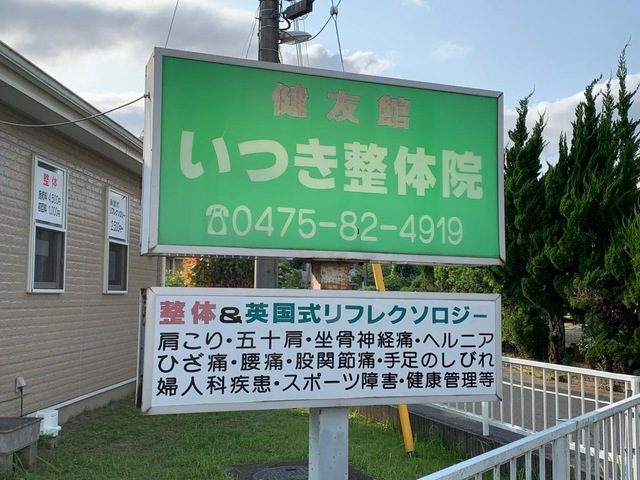 健友館
いつき整体院
☎0475-82-4919
整体&英国式リフレクソロジー
肩こり・五十肩・坐骨神経痛・ヘルニア
ひざ痛・腰痛・股関節痛・手足のしびれ
婦人科疾患・スポーツ障害・健康管理等
整体